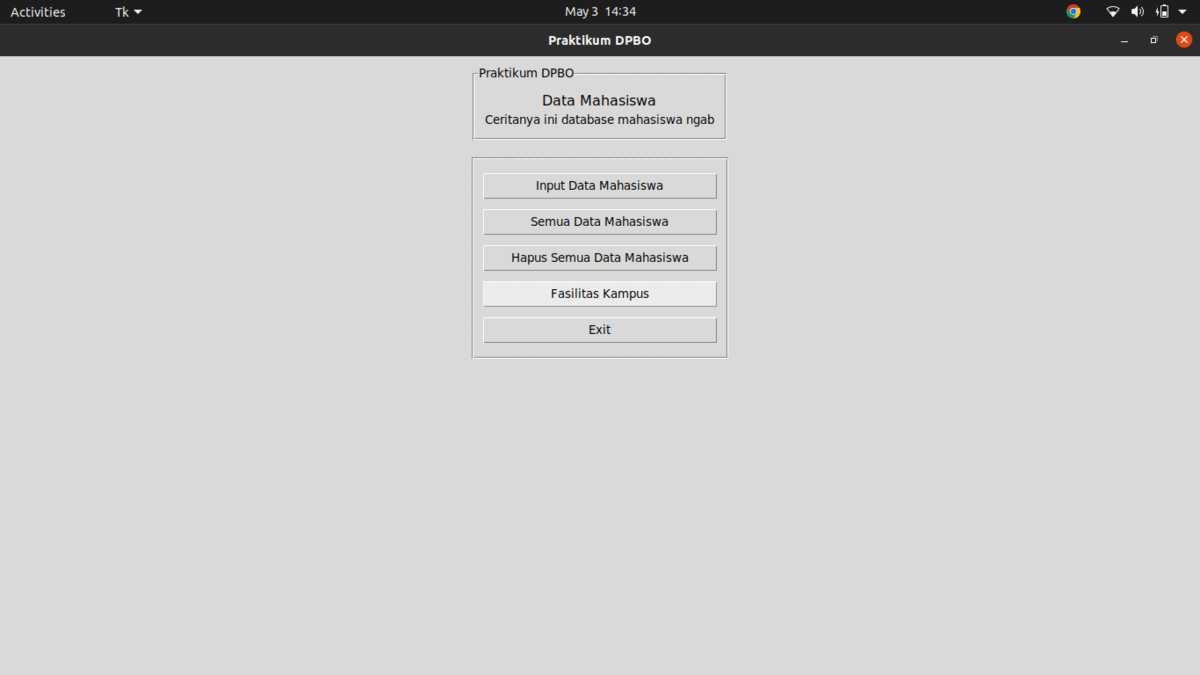 Activities Tk May 3 14:34
Praktikum DPBO
Praktikum DPBO
Data Mahasiswa
Ceritanya ini database mahasiswa ngab
Input Data Mahasiswa
Semua Data Mahasiswa
Hapus Semua Data Mahasiswa
Fasilitas Kampus
Exit